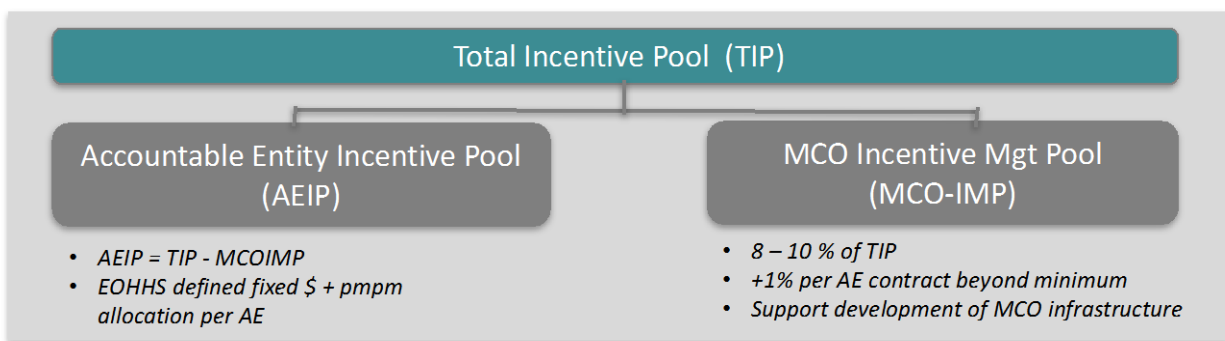 Total Incentive Pool  (TIP)
Accountable Entity Incentive Pool
(AEIP)
MCO Incentive Mgt Pool
(MCO-IMP)
• AEIP = TIP - MCOIMP
• EOHHS defined fixed $ + pmpm
allocation per AE
• 8 – 10 % of TIP
• +1% per AE contract beyond minimum
• Support development of MCO infrastructure